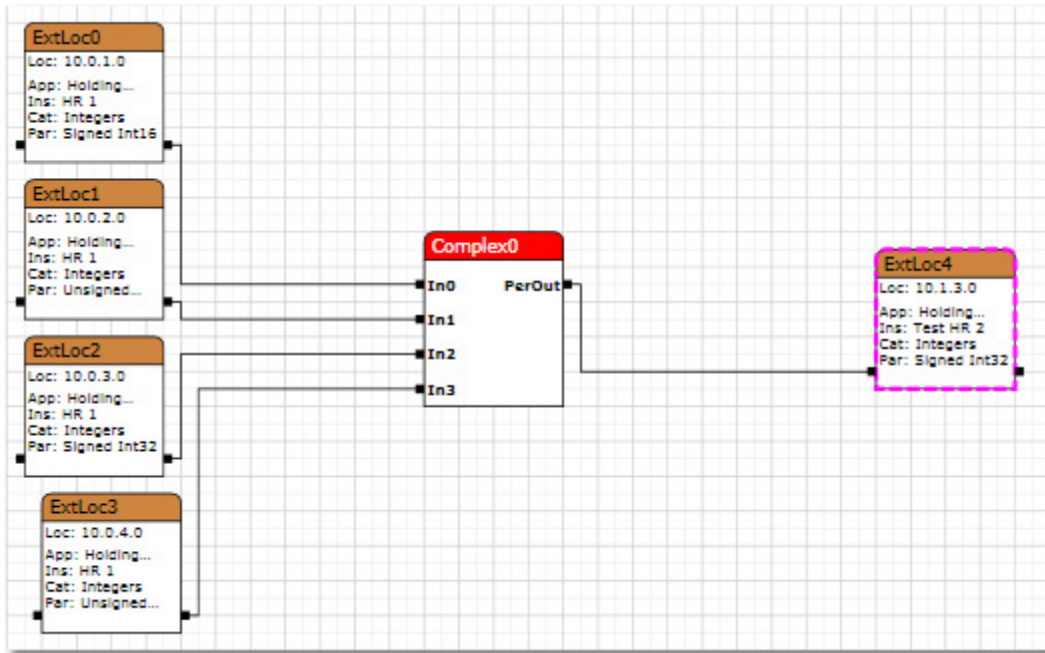 ExtLoc0
Loc: 10.0.1.0
App: Holding...
Ins: HR 1
Cat: Integers
Par: Signed Int16
ExtLoc1
Loc: 10.0.2.0
App: Holding...
Ins: HR 1
Cat: Integers
Par: Unsigned...
ExtLoc2
Loc: 10.0.3.0
App: Holding...
Ins: HR 1
Cat: Integers
Par: Signed Int32
ExtLoc3
Loc: 10.0.4.0
App: Holding...
Ins: HR 1
Cat: Integers
Par: Unsigned...
Complex0
In0 PerOut
In1
In2
In3
ExtLoc4
Loc: 10.1.3.0
App: Holding...
Ins: Test HR 2
Cat: Integers
Par: Signed Int32